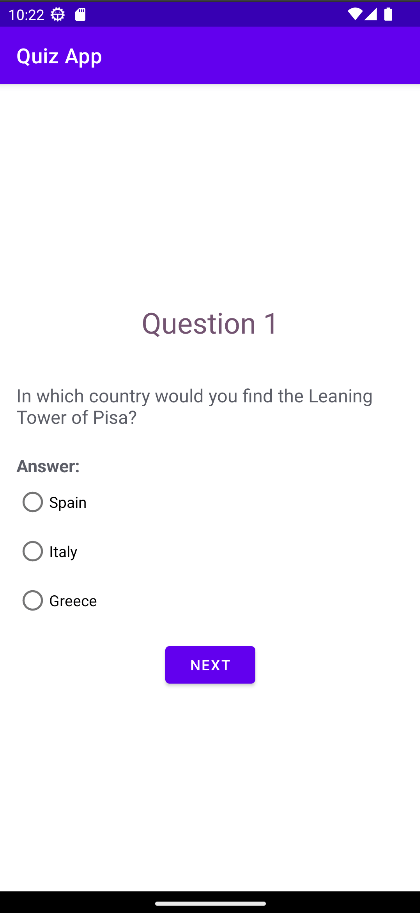 10:22
Quiz App
Question 1
In which country would you find the Leaning
Tower of Pisa?
Answer:
Spain
Italy
Greece
NEXT